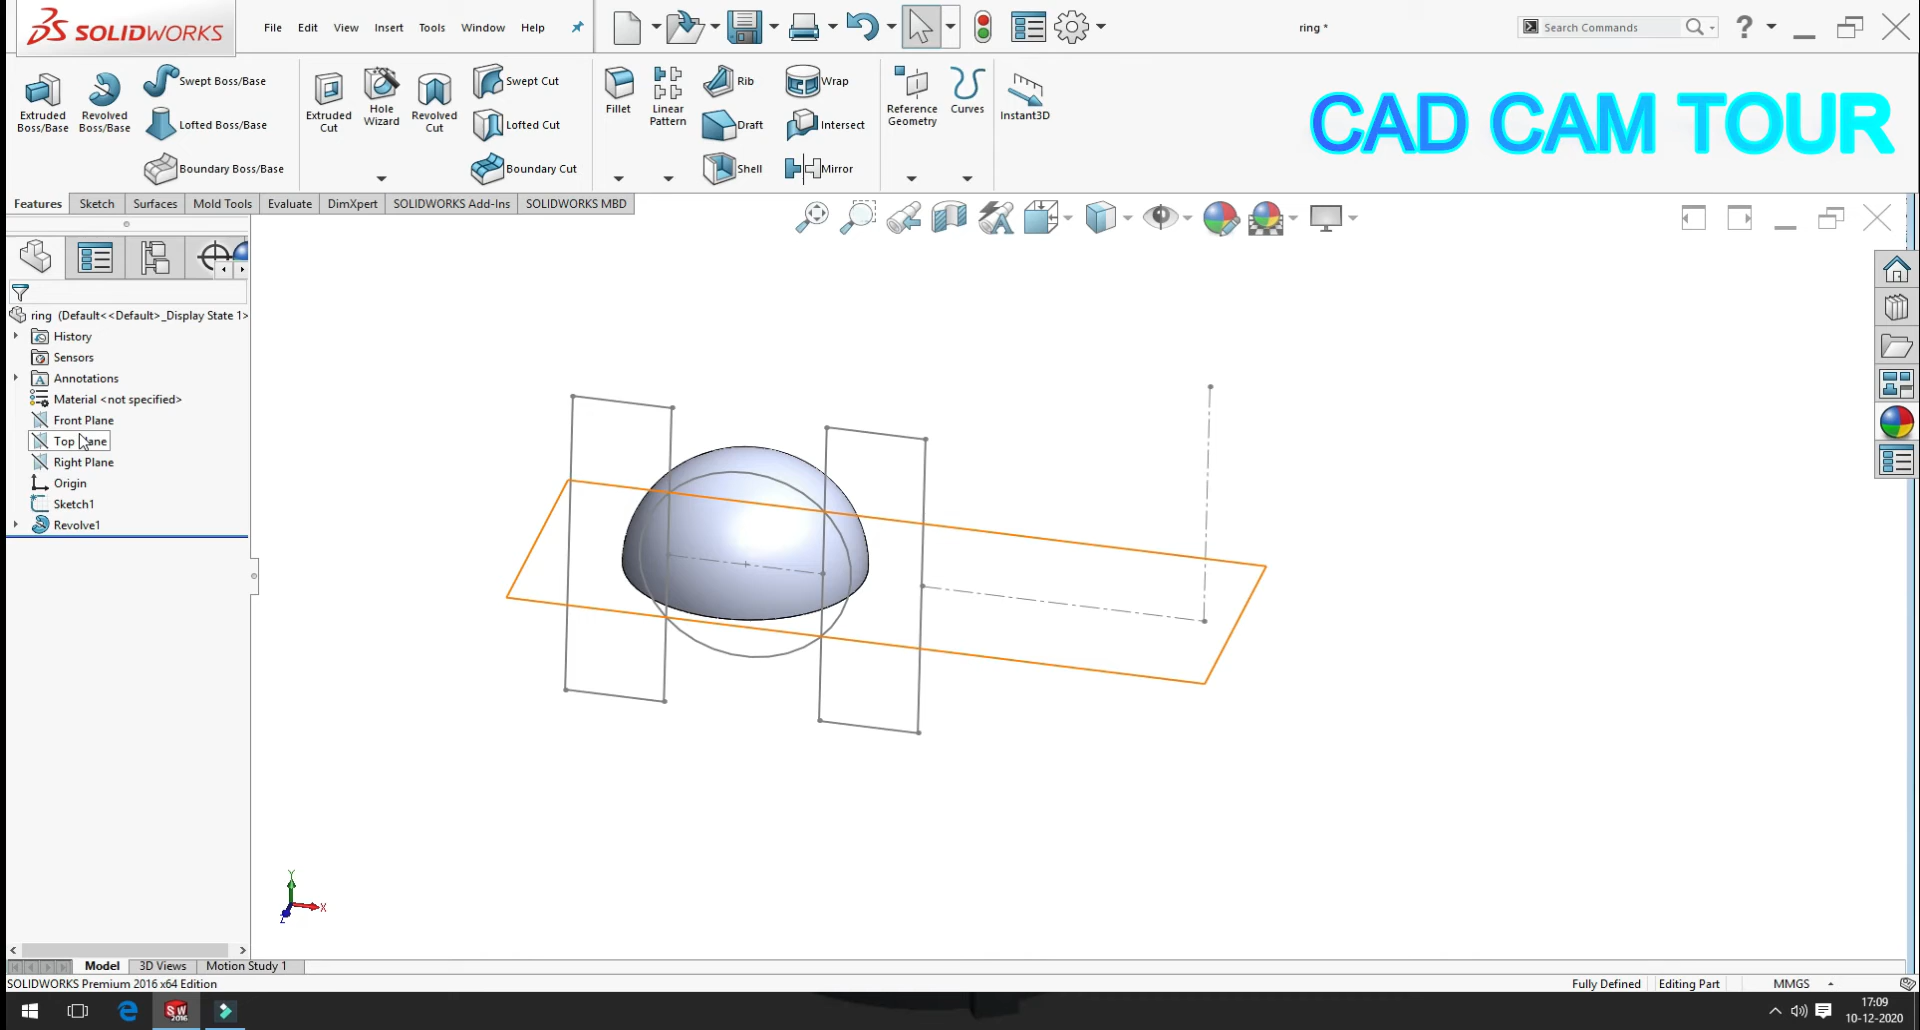 SOLIDWORKS
File Edit View Insert Tools Window Help
ring *
Search Commands
Extruded Boss/Base
Revolved Boss/Base
Swept Boss/Base
Lofted Boss/Base
Boundary Boss/Base
Extruded Cut
Hole Wizard
Revolved Cut
Swept Cut
Lofted Cut
Boundary Cut
Fillet
Linear Pattern
Rib
Draft
Shell
Wrap
Intersect
Mirror
Reference Geometry
Curves
Instant3D
CAD CAM TOUR
Features Sketch Surfaces Mold Tools Evaluate DimXpert SOLIDWORKS Add-Ins SOLIDWORKS MBD
ring (Default<<Default>_Display State 1>
History
Sensors
Annotations
Material <not specified>
Front Plane
Top Plane
Right Plane
Origin
Sketch1
Revolve1
Y
X
Z
Model 3D Views Motion Study 1
SOLIDWORKS Premium 2016 x64 Edition
Fully Defined Editing Part MMGS
SW
2016
17:09
10-12-2020